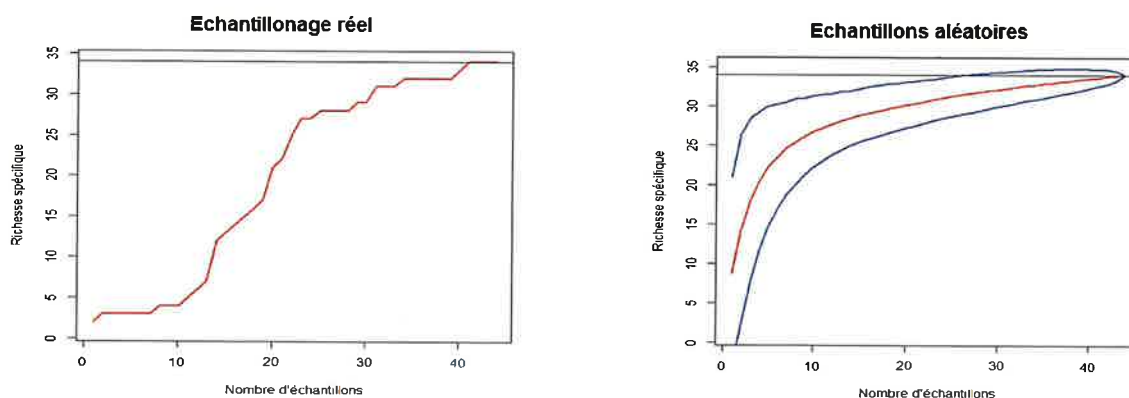 Echantillonage réel
Richesse spécifique
35
30
25
20
15
10
5
0
0 10 20 30 40
Nombre d'échantillons
Echantillons aléatoires
Richesse spécifique
35
30
25
20
15
10
5
0
0 10 20 30 40
Nombre d'échantillons